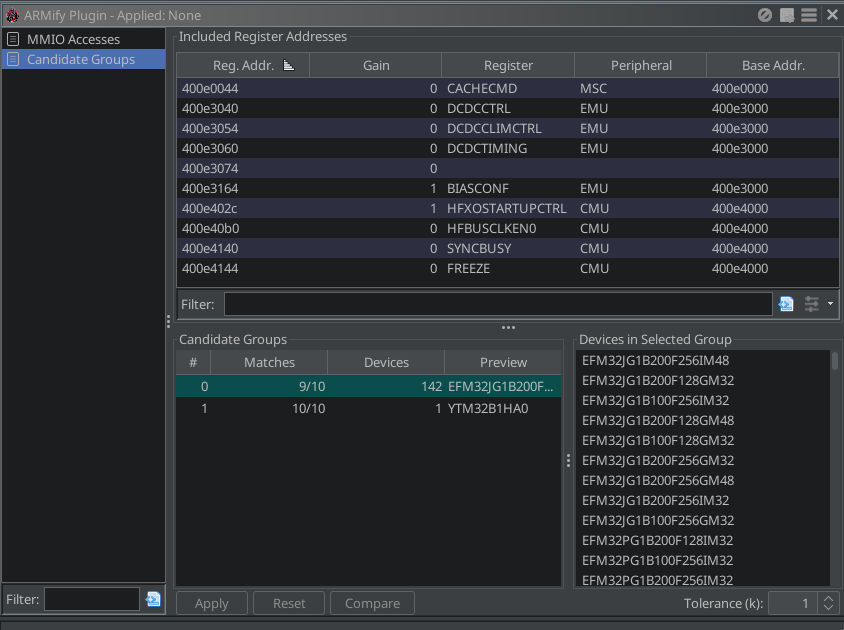 ARMify Plugin - Applied: None
MMIO Accesses
Candidate Groups
Filter:
Included Register Addresses
Reg. Addr. Gain Register Peripheral Base Addr.
400e0044 0 CACHECMD MSC 400e0000
400e3040 0 DCDCCTRL EMU 400e3000
400e3054 0 DCDCCLIMCTRL EMU 400e3000
400e3060 0 DCDCTIMING EMU 400e3000
400e3074 0
400e3164 1 BIASCONF EMU 400e3000
400e402c 1 HFXOSTARTUPCTRL CMU 400e4000
400e40b0 0 HFBUSCLKEN0 CMU 400e4000
400e4140 0 SYNCBUSY CMU 400e4000
400e4144 0 FREEZE CMU 400e4000
Filter:
Candidate Groups
# Matches Devices Preview
0 9/10 142 EFM32JG1B200F...
1 10/10 1 YTM32B1HA0
Devices in Selected Group
EFM32JG1B200F256IM48
EFM32JG1B200F128GM32
EFM32JG1B100F256IM32
EFM32JG1B200F128GM48
EFM32JG1B100F128GM32
EFM32JG1B200F256GM32
EFM32JG1B200F256GM48
EFM32JG1B200F256IM32
EFM32JG1B100F256GM32
EFM32PG1B200F128IM32
EFM32PG1B100F256IM32
EFM32PG1B200F256IM32
Apply Reset Compare Tolerance (k): 1